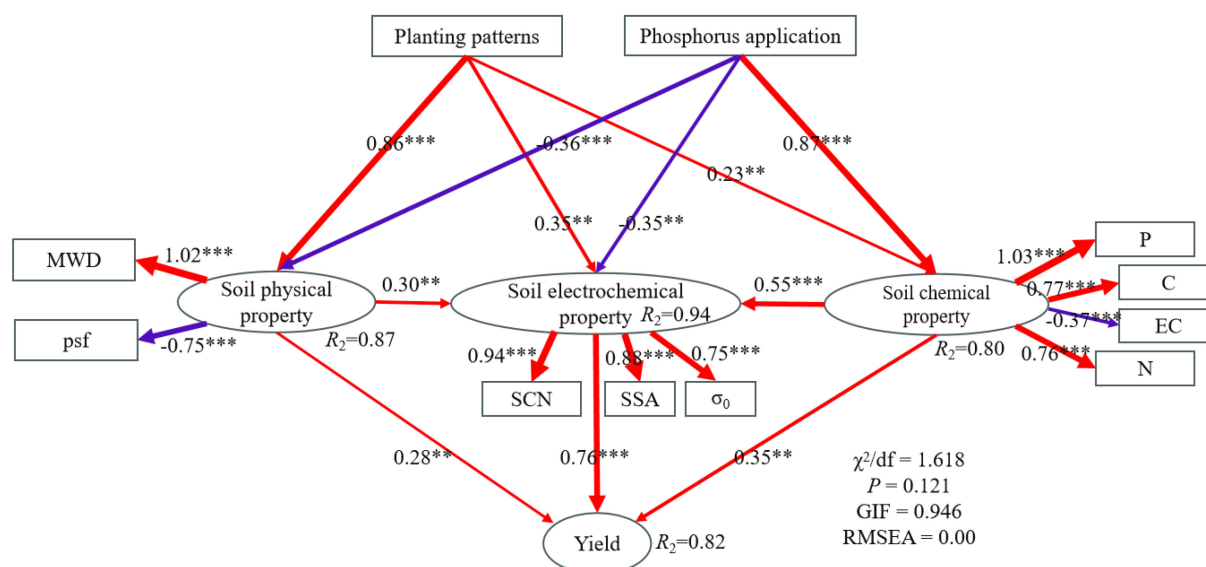 Planting patterns
Phosphorus application
0.86***
-0.36***
0.87***
0.23**
0.35**
-0.35**
MWD
1.02***
psf
-0.75***
Soil physical
property
R2=0.87
0.30**
Soil electrochemical
property R2=0.94
0.55***
Soil chemical
property
R2=0.80
1.03***
P
0.77***
C
-0.37***
EC
0.76***
N
0.94***
0.88***
0.75***
SCN
SSA
σ0
0.28**
0.76***
0.35**
Yield
R2=0.82
χ2/df = 1.618
P = 0.121
GIF = 0.946
RMSEA = 0.00